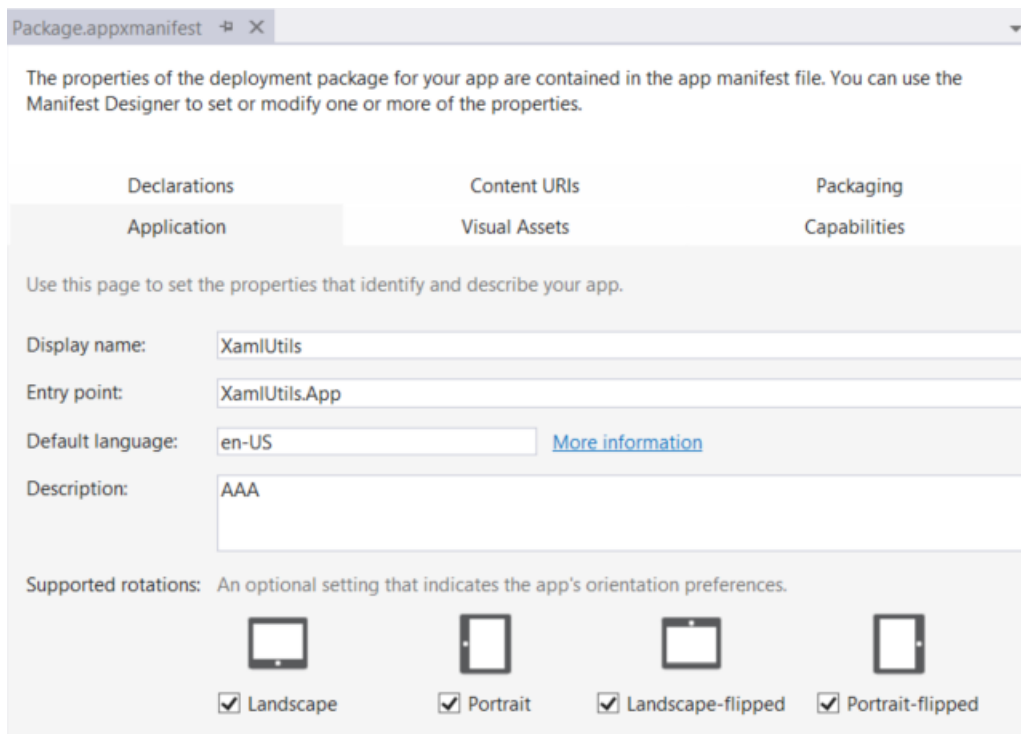 Package.appxmanifest
The properties of the deployment package for your app are contained in the app manifest file. You can use the
Manifest Designer to set or modify one or more of the properties.
Declarations Content URIs Packaging
Application Visual Assets Capabilities
Use this page to set the properties that identify and describe your app.
Display name: XamlUtils
Entry point: XamlUtils.App
Default language: en-US More information
Description: AAA
Supported rotations: An optional setting that indicates the app's orientation preferences.
Landscape Portrait Landscape-flipped Portrait-flipped